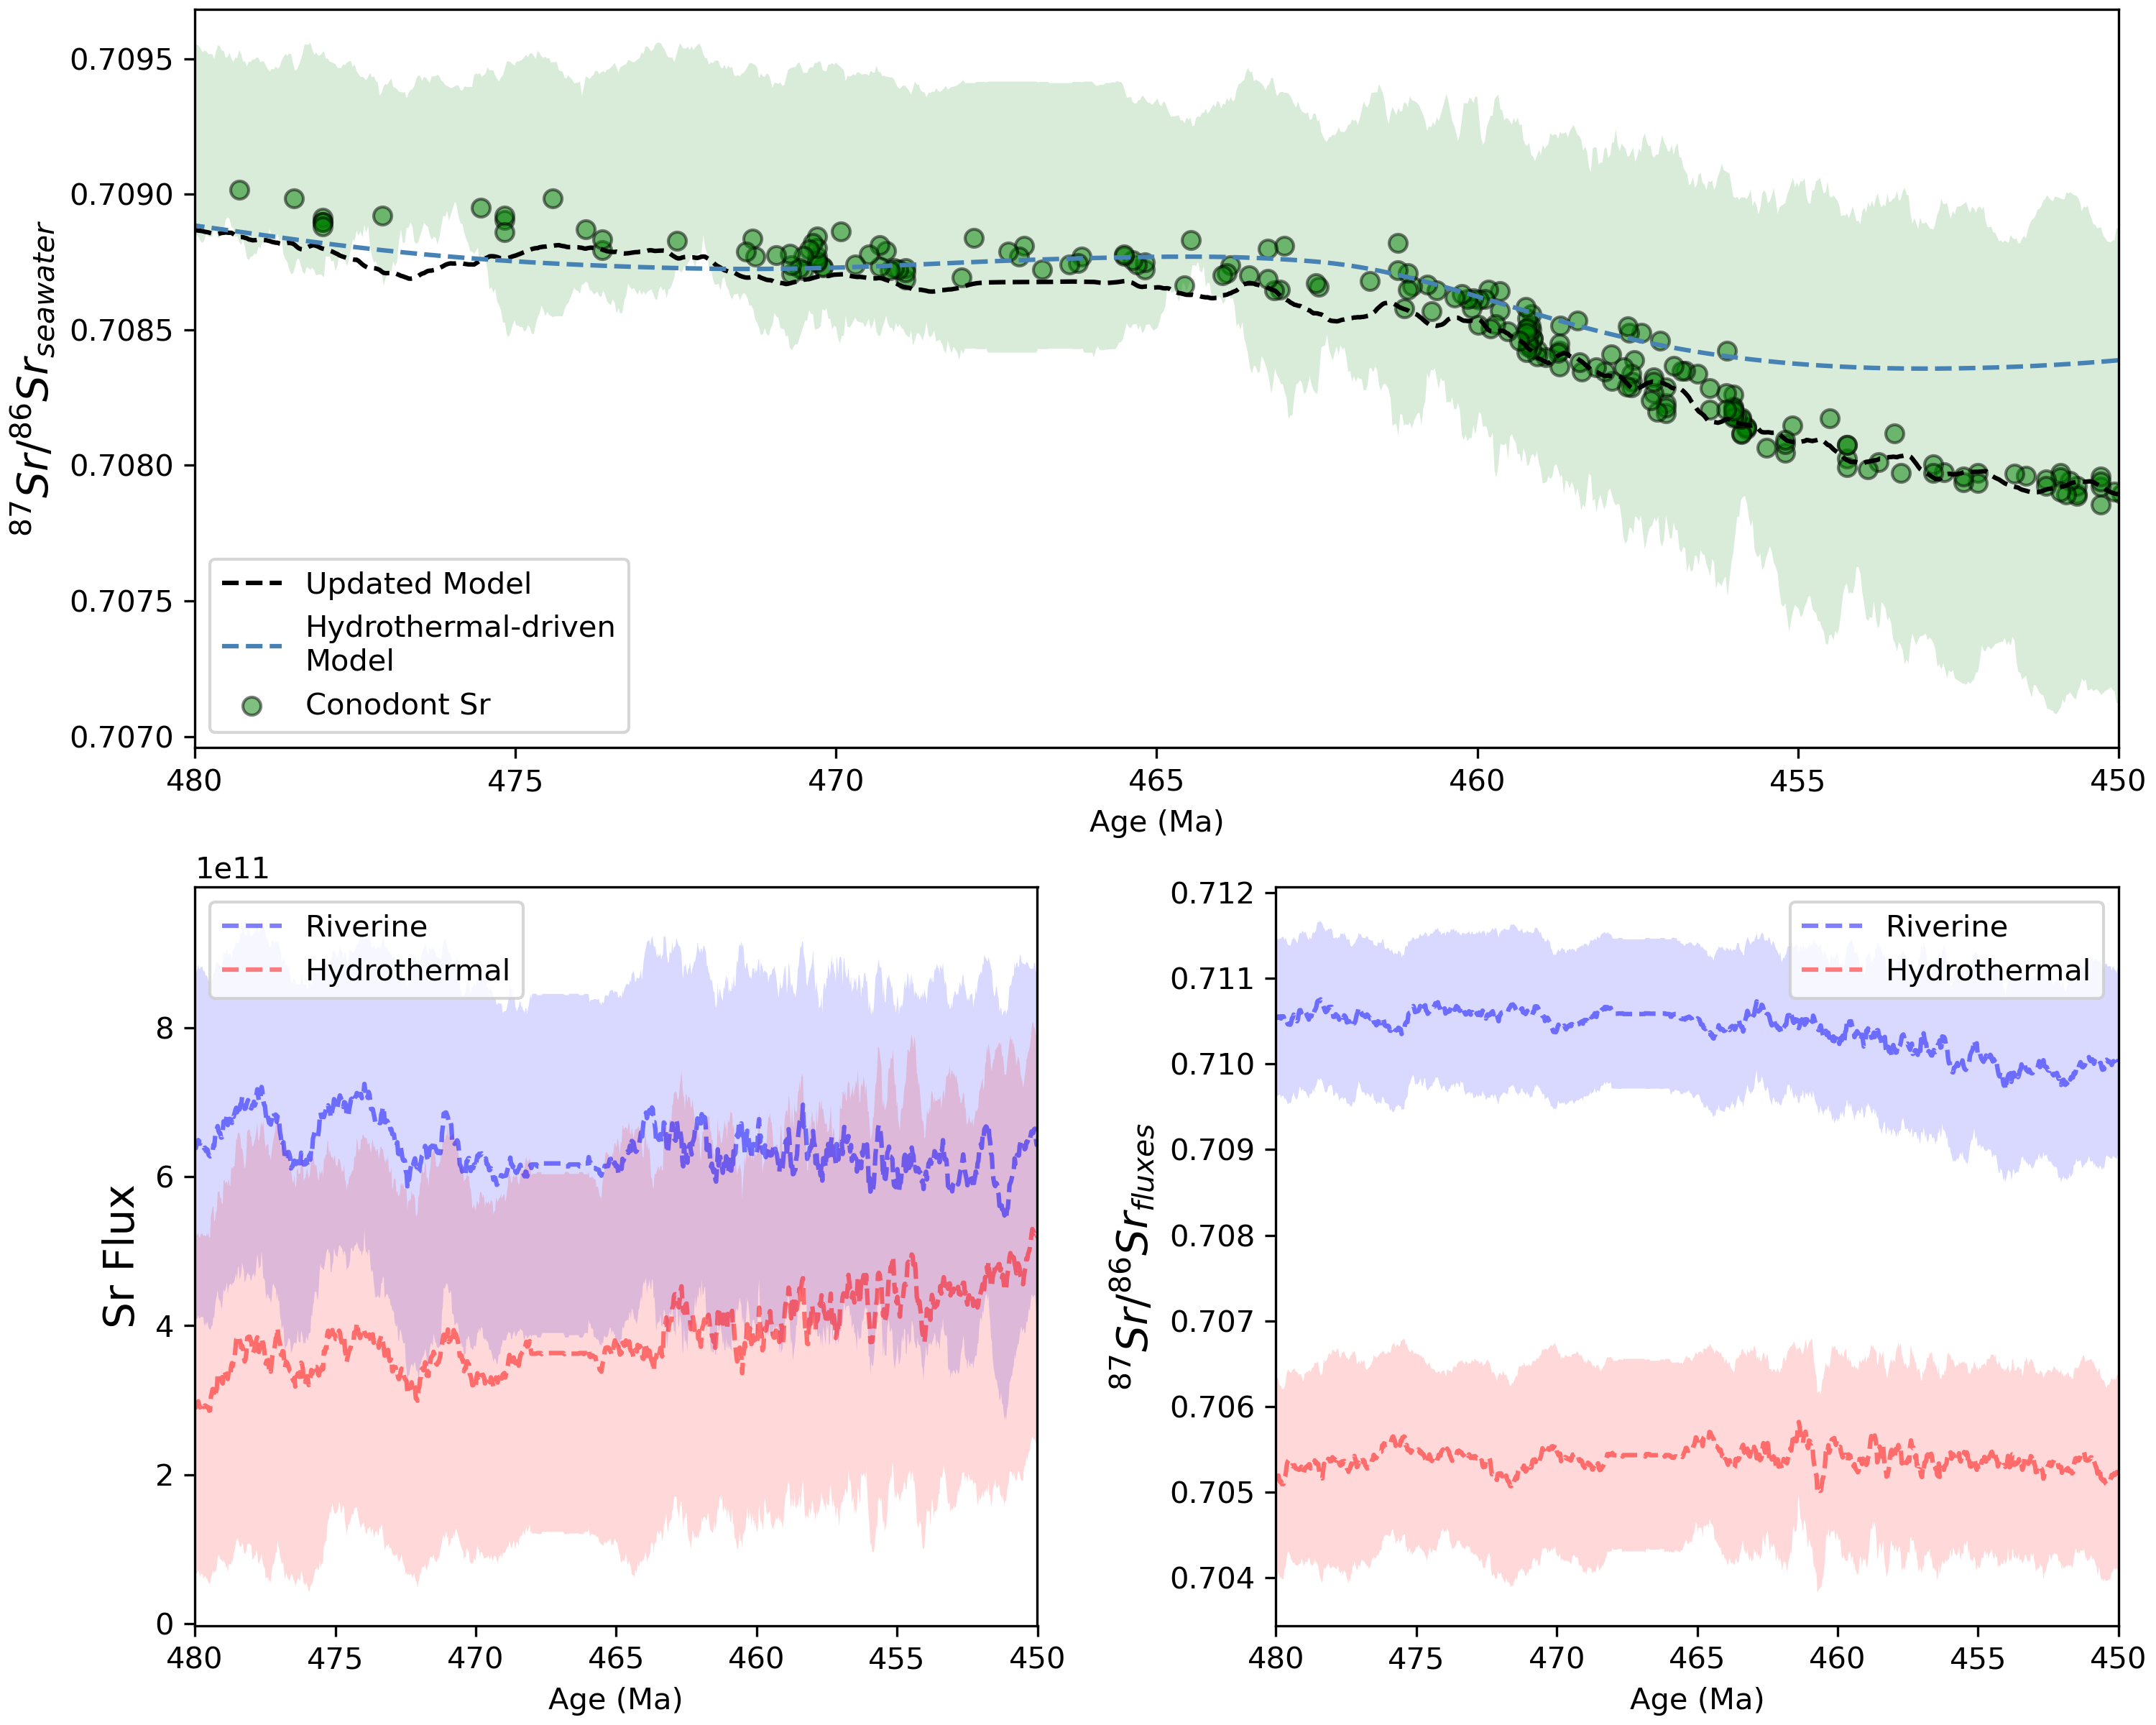 0.7095
0.7090
0.7085
0.7080
0.7075
0.7070
87Sr/86Sr seawater
Updated Model
Hydrothermal-driven
Model
Conodont Sr
480 475 470 465 460 455 450
Age (Ma)
1e11
8
6
4
2
0
Sr Flux
Riverine
Hydrothermal
480 475 470 465 460 455 450
Age (Ma)
0.712
0.711
0.710
0.709
0.708
0.707
0.706
0.705
0.704
87Sr/86Sr fluxes
Riverine
Hydrothermal
480 475 470 465 460 455 450
Age (Ma)